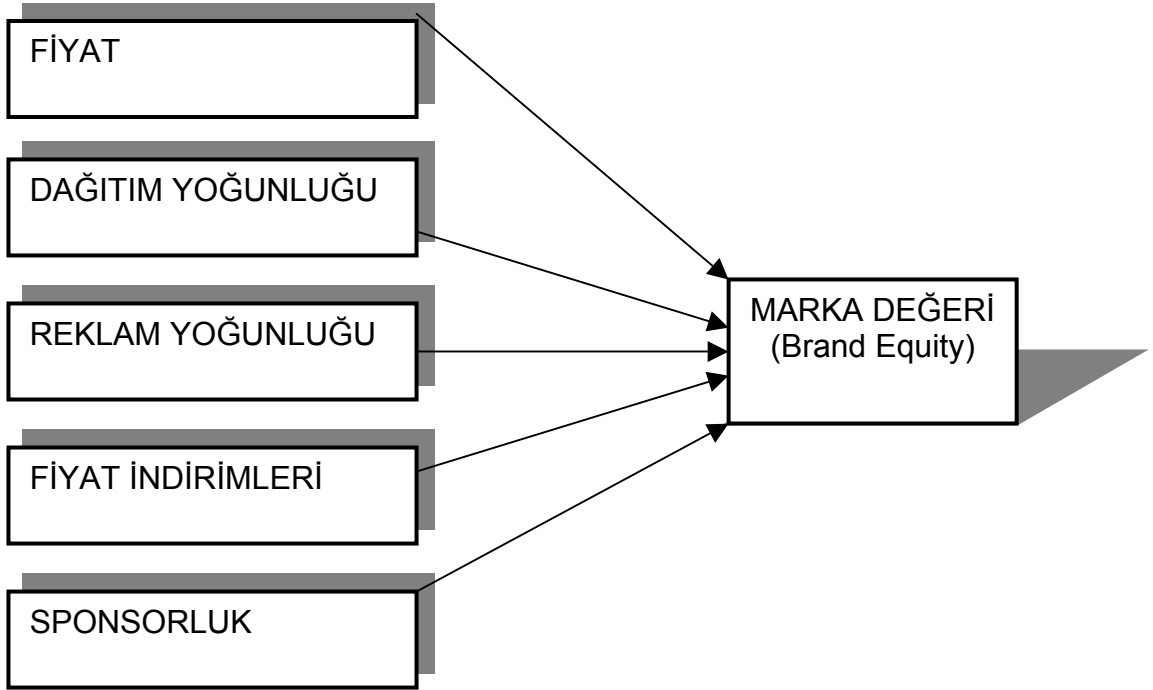 FİYAT
DAĞITIM YOĞUNLUĞU
REKLAM YOĞUNLUĞU
FİYAT İNDİRİMLERİ
SPONSORLUK
MARKA DEĞERİ
(Brand Equity)